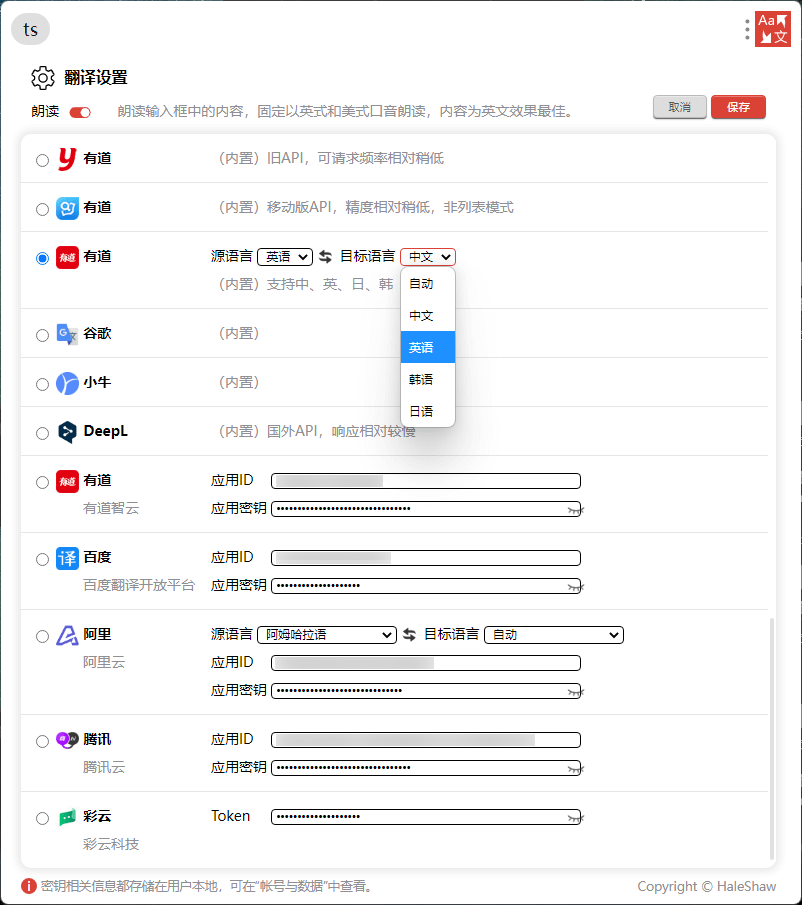 ts
Aa 文
翻译设置
朗读 朗读输入框中的内容，固定以英式和美式口音朗读，内容为英文效果最佳。 取消 保存
y 有道 （内置）旧API，可请求频率相对稍低
有道 （内置）移动版API，精度相对稍低，非列表模式
有道 有道 源语言 英语 目标语言 中文
（内置）支持中、英、日、韩
自动
中文
英语
韩语
日语
G 文 谷歌 （内置）
小牛 （内置）
DeepL （内置）国外API，响应相对较慢
有道 有道 应用ID
有道智云 应用密钥 ••••••••••••••••••••••••••••••••
译 百度 应用ID
百度翻译开放平台 应用密钥 ••••••••••••••••••••
阿里 源语言 阿姆哈拉语 目标语言 自动
阿里云 应用ID
应用密钥 ••••••••••••••••••••••••••••••
腾讯 应用ID
腾讯云 应用密钥 ••••••••••••••••••••••••••••••••
彩云 Token ••••••••••••••••••••
彩云科技
密钥相关信息都存储在用户本地，可在“帐号与数据”中查看。 Copyright © HaleShaw